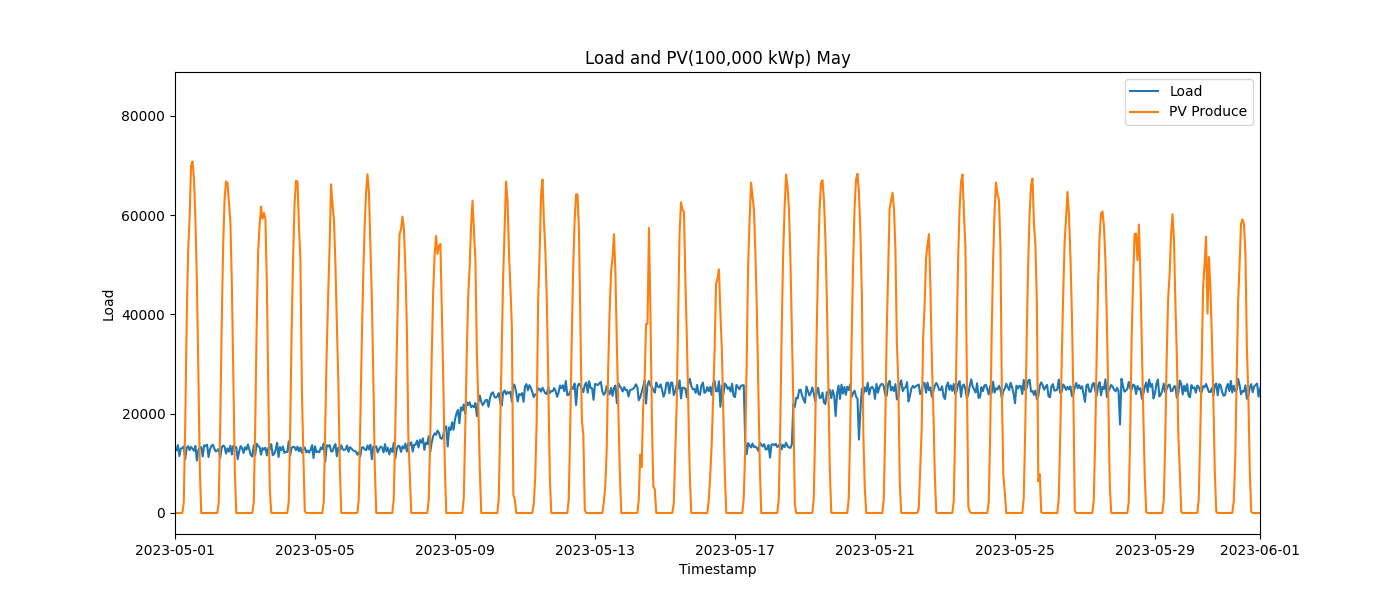 Load and PV(100,000 kWp) May
Load
PV Produce
80000
60000
40000
20000
0
Load
2023-05-01
2023-05-05
2023-05-09
2023-05-13
2023-05-17
2023-05-21
2023-05-25
2023-05-29
2023-06-01
Timestamp